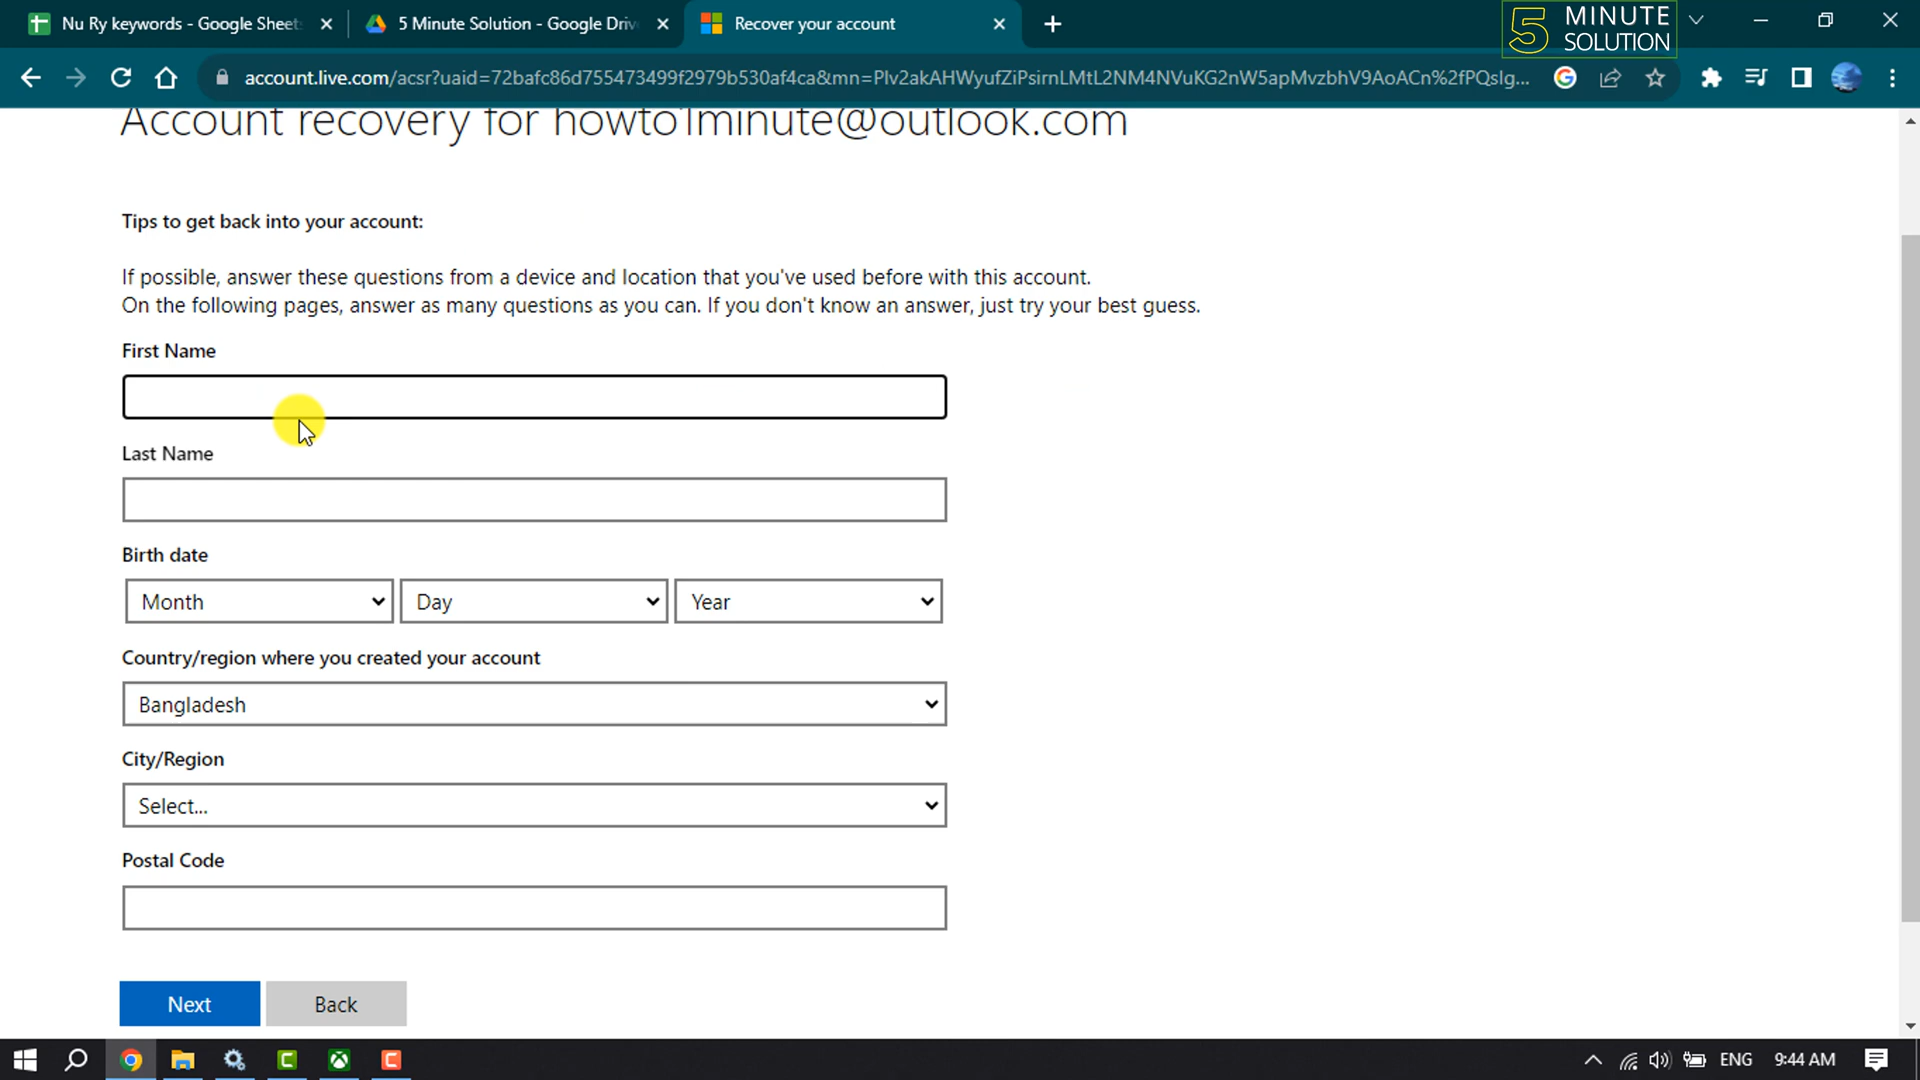 Nu Ry keywords - Google Sheets
5 Minute Solution - Google Driv
Recover your account
5 MINUTE SOLUTION
account.live.com/acsr?uaid=72bafc86d755473499f2979b530af4ca&mn=Plv2akAHWyufZiPsirnLMtL2NM4NVuKG2nW5apMvzbhV9AoACn%2fPQsIg...
Account recovery for howto1minute@outlook.com
Tips to get back into your account:
If possible, answer these questions from a device and location that you've used before with this account.
On the following pages, answer as many questions as you can. If you don't know an answer, just try your best guess.
First Name
Last Name
Birth date
Month Day Year
Country/region where you created your account
Bangladesh
City/Region
Select...
Postal Code
Next Back
ENG 9:44 AM